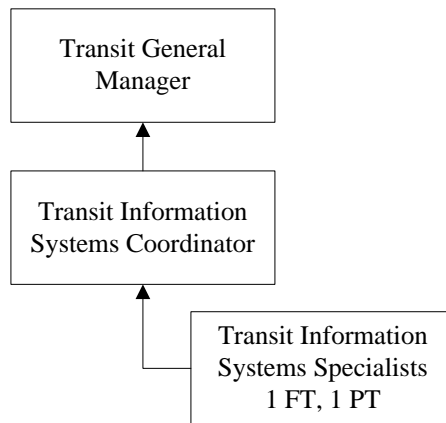 Transit General
Manager
Transit Information
Systems Coordinator
Transit Information
Systems Specialists
1 FT, 1 PT